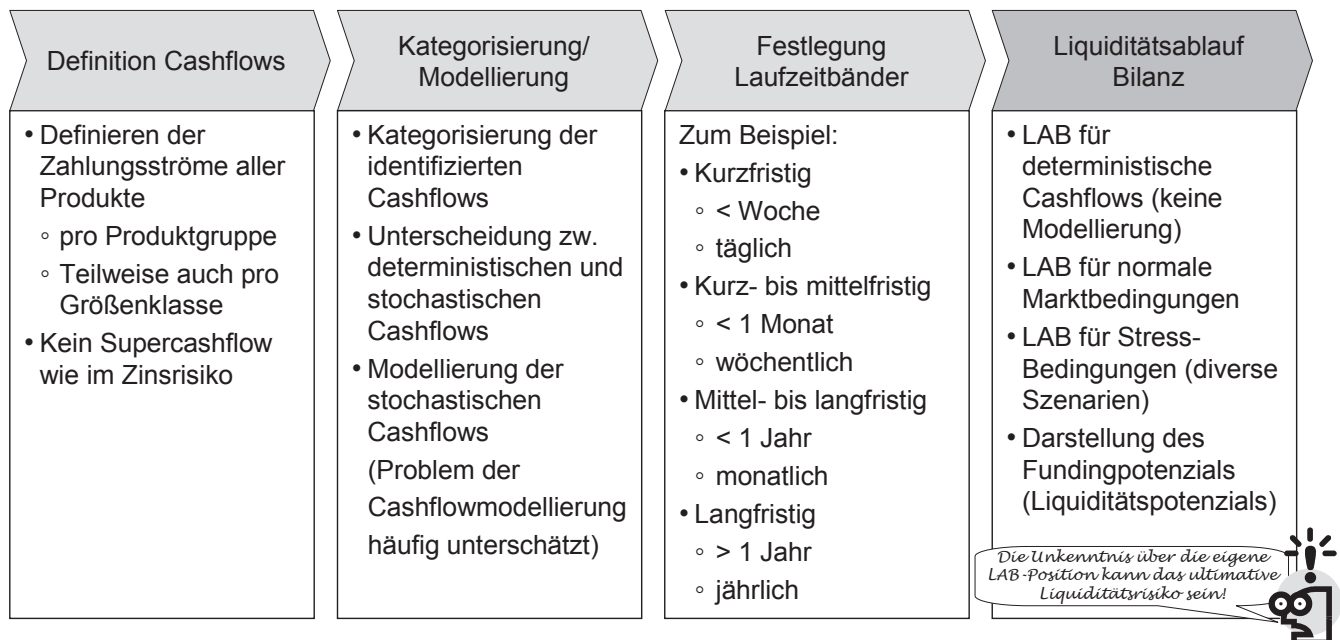 Definition Cashflows
• Definieren der
Zahlungsströme aller
Produkte
◦ pro Produktgruppe
◦ Teilweise auch pro
Größenklasse
• Kein Supercashflow
wie im Zinsrisiko
Kategorisierung/
Modellierung
• Kategorisierung der
identifizierten
Cashflows
• Unterscheidung zw.
deterministischen und
stochastischen
Cashflows
• Modellierung der
stochastischen
Cashflows
(Problem der
Cashflowmodellierung
häufig unterschätzt)
Festlegung
Laufzeitbänder
Zum Beispiel:
• Kurzfristig
◦ < Woche
◦ täglich
• Kurz- bis mittelfristig
◦ < 1 Monat
◦ wöchentlich
• Mittel- bis langfristig
◦ < 1 Jahr
◦ monatlich
• Langfristig
◦ > 1 Jahr
◦ jährlich
Liquiditätsablauf
Bilanz
• LAB für
deterministische
Cashflows (keine
Modellierung)
• LAB für normale
Marktbedingungen
• LAB für Stress-
Bedingungen (diverse
Szenarien)
• Darstellung des
Fundingpotenzials
(Liquiditätspotenzials)
Die Unkenntnis über die eigene
LAB-Position kann das ultimative
Liquiditätsrisiko sein!